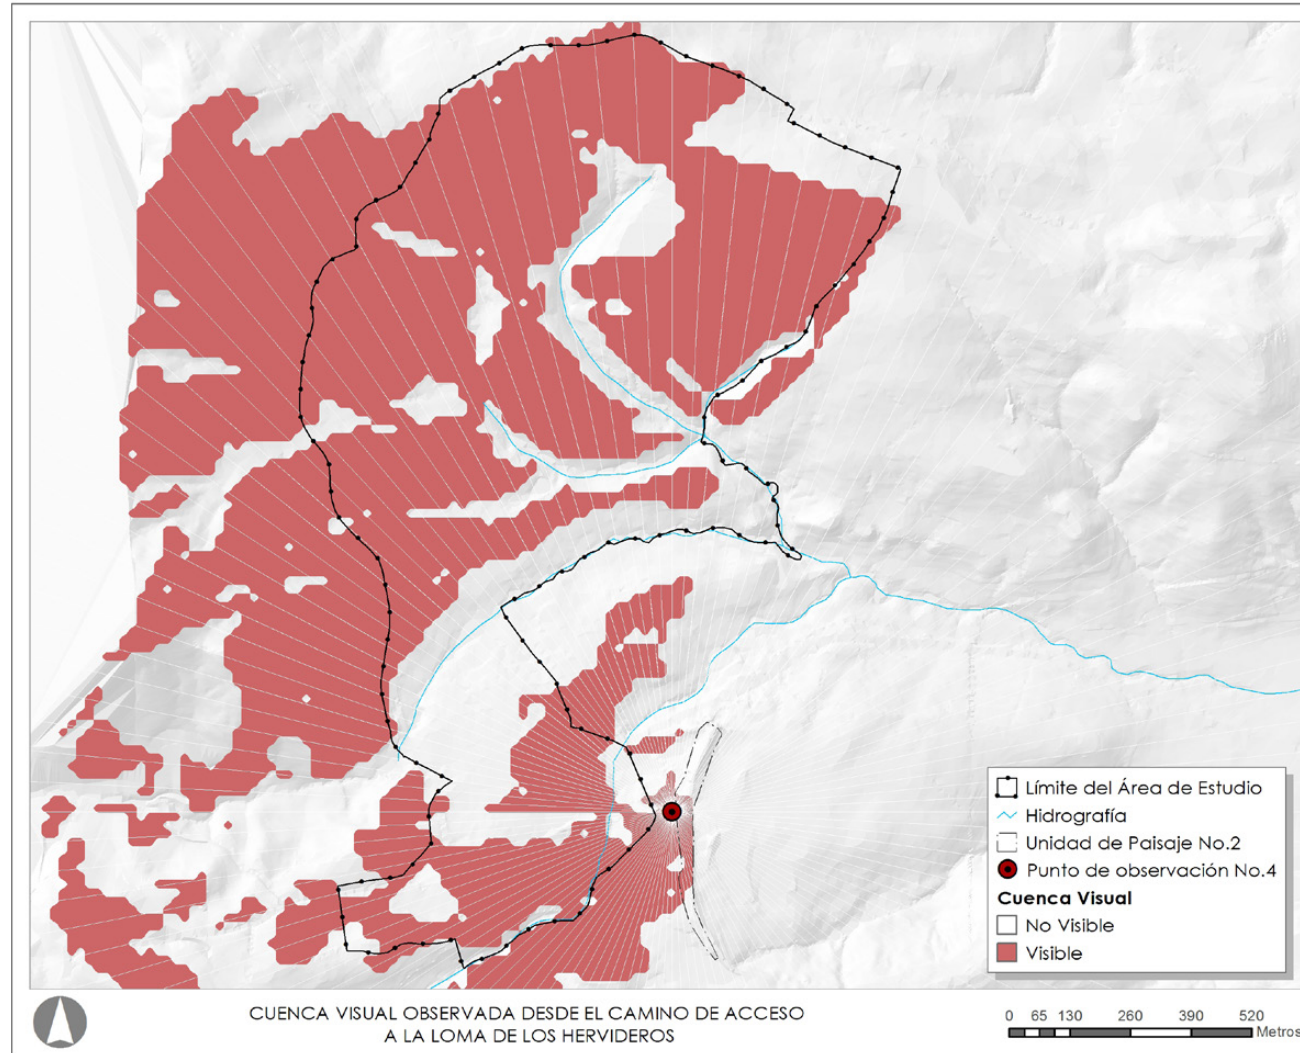 Límite del Área de Estudio
Hidrografía
Unidad de Paisaje No.2
Punto de observación No.4
Cuenca Visual
No Visible
Visible
CUENCA VISUAL OBSERVADA DESDE EL CAMINO DE ACCESO
A LA LOMA DE LOS HERVIDEROS
0 65 130 260 390 520
Metros